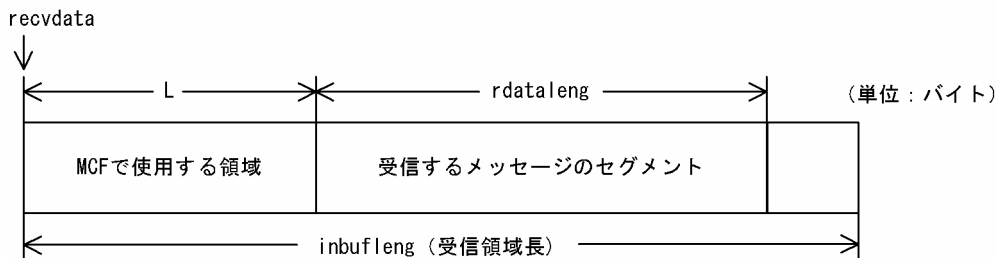 recvdata
L
rdataleng
（単位：バイト）
MCFで使用する領域
受信するメッセージのセグメント
inbufleng（受信領域長）